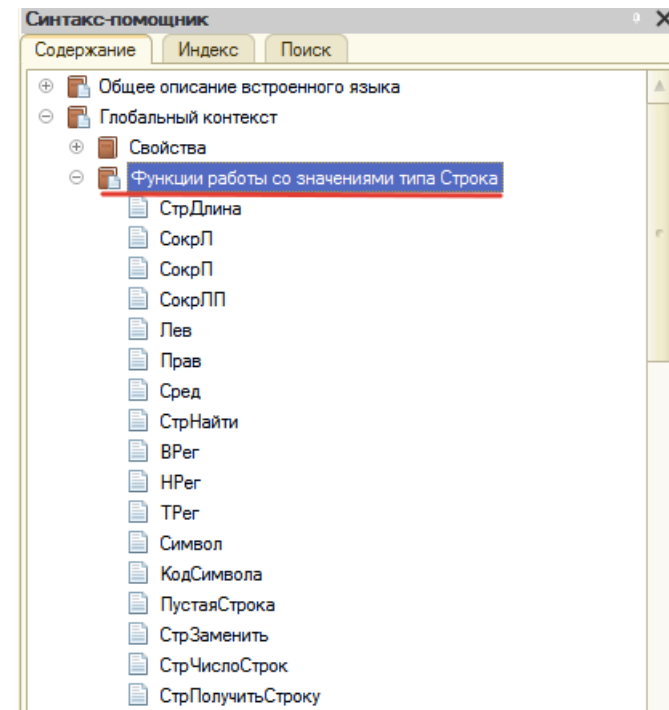 Синтакс-помощник
Содержание Индекс Поиск
Общее описание встроенного языка
Глобальный контекст
Свойства
Функции работы со значениями типа Строка
СтрДлина
СокрЛ
СокрП
СокрЛП
Лев
Прав
Сред
СтрНайти
ВРег
НРег
ТРег
Символ
КодСимвола
ПустаяСтрока
СтрЗаменить
СтрЧислоСтрок
СтрПолучитьСтроку